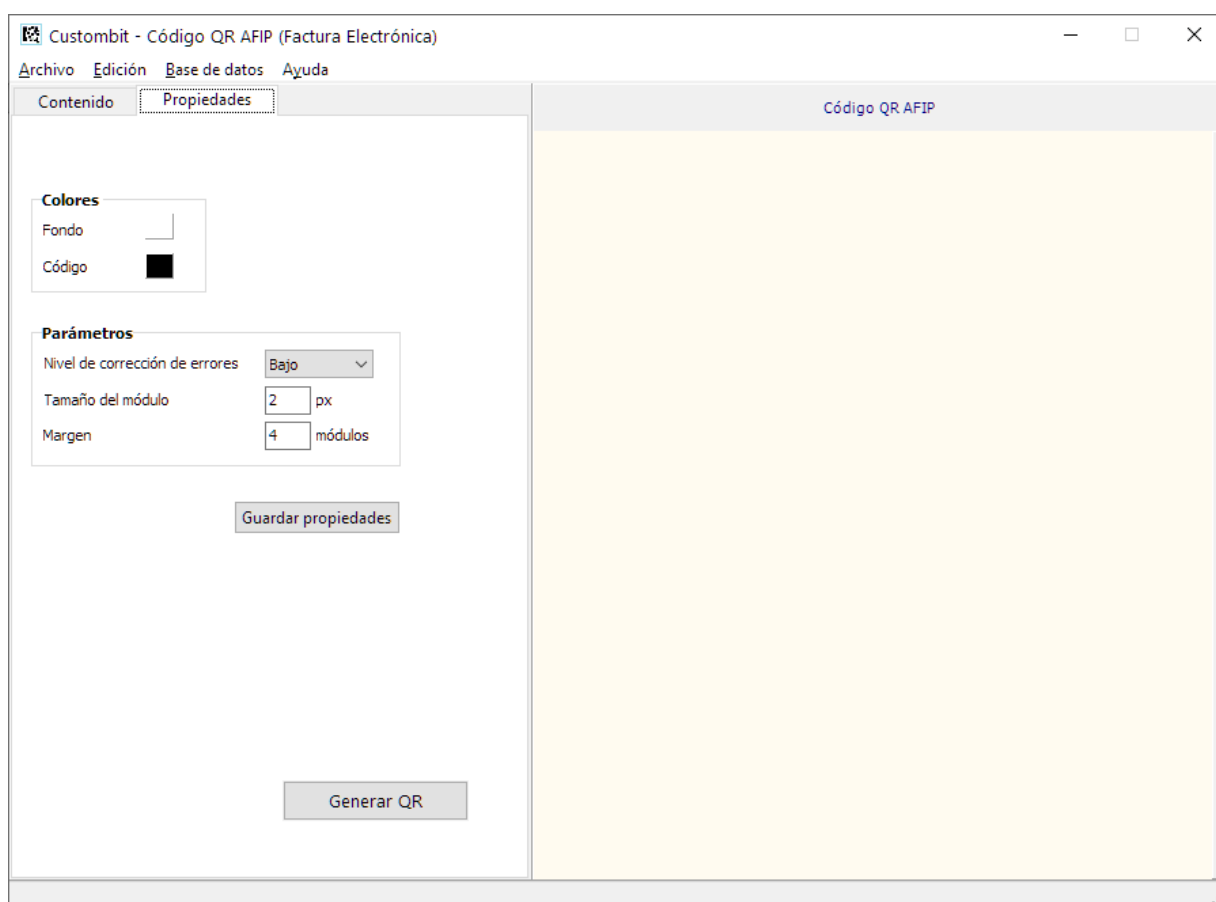 Custombit - Código QR AFIP (Factura Electrónica)
Archivo Edición Base de datos Ayuda
Contenido Propiedades
Código QR AFIP
Colores
Fondo
Código
Parámetros
Nivel de corrección de errores Bajo
Tamaño del módulo 2 px
Margen 4 módulos
Guardar propiedades
Generar QR